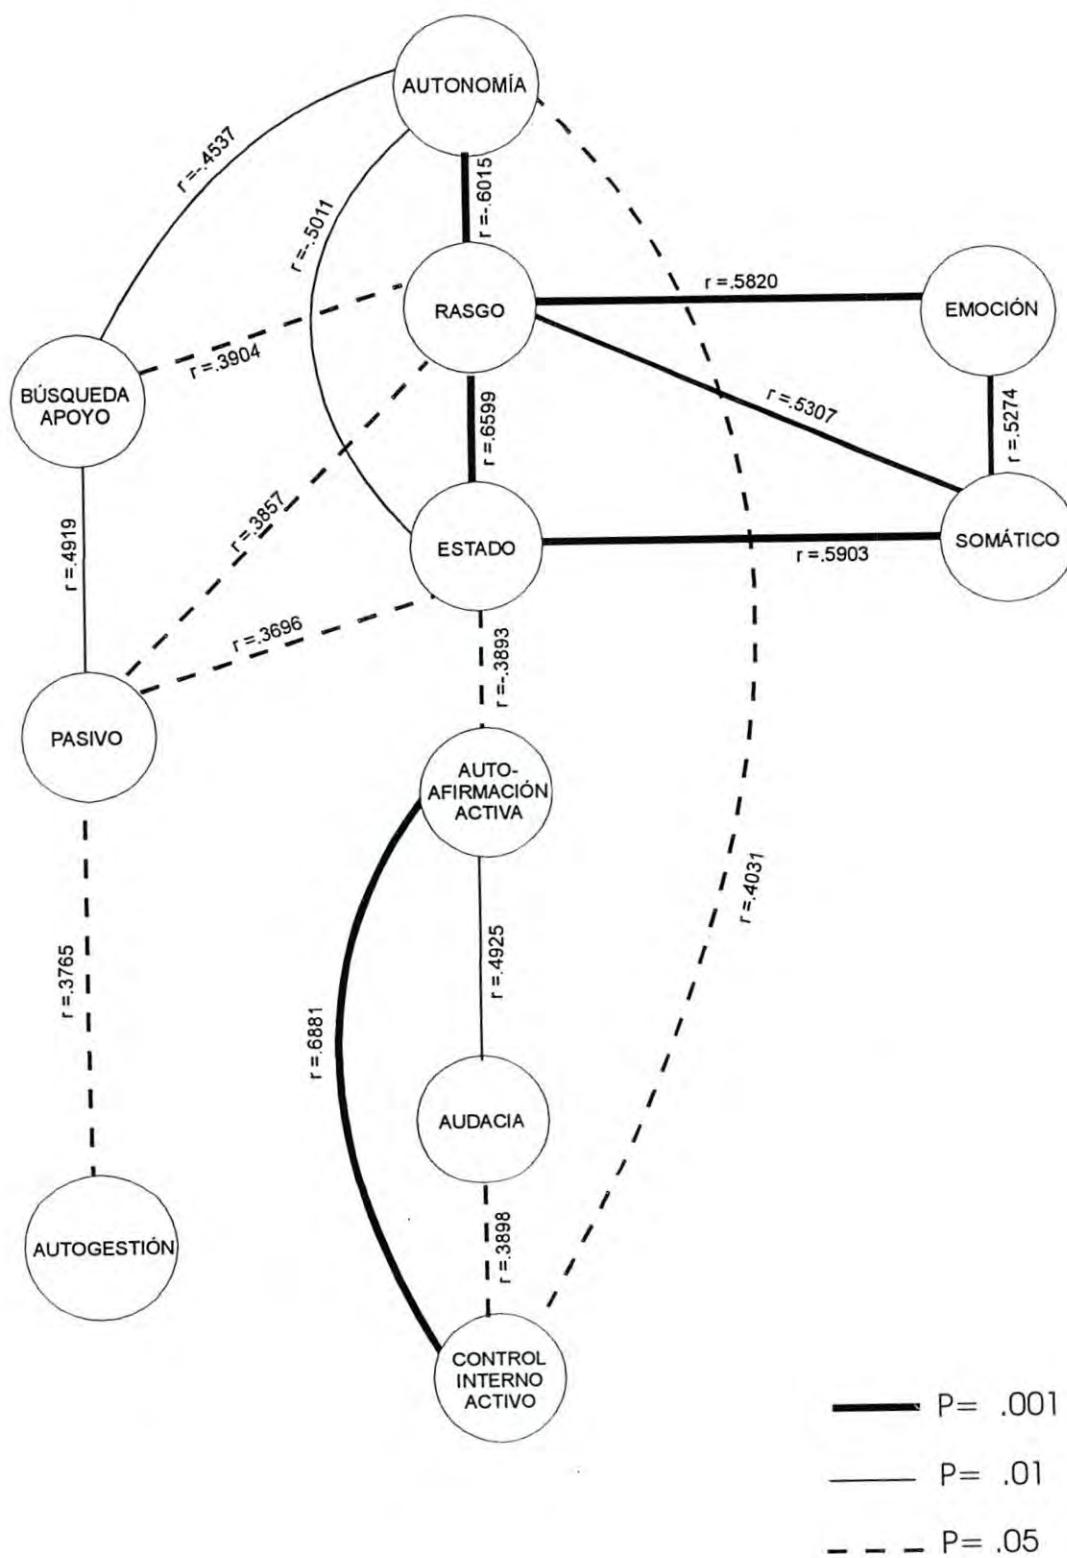 AUTONOMÍA
r =-.4537
r =-.5011
r =-.6015
RASGO
r =.5820
EMOCIÓN
r =.3904
BÚSQUEDA
APOYO
r =.6599
r =.5307
r =.5274
r =.4919
r =.3857
ESTADO
r =.5903
SOMÁTICO
r =.3696
r =-.3893
PASIVO
AUTO-
AFIRMACIÓN
ACTIVA
r =.4031
r =.3765
r =.6881
r =.4925
AUDACIA
AUTOGESTIÓN
r =.3898
CONTROL
INTERNO
ACTIVO
P= .001
P= .01
P= .05